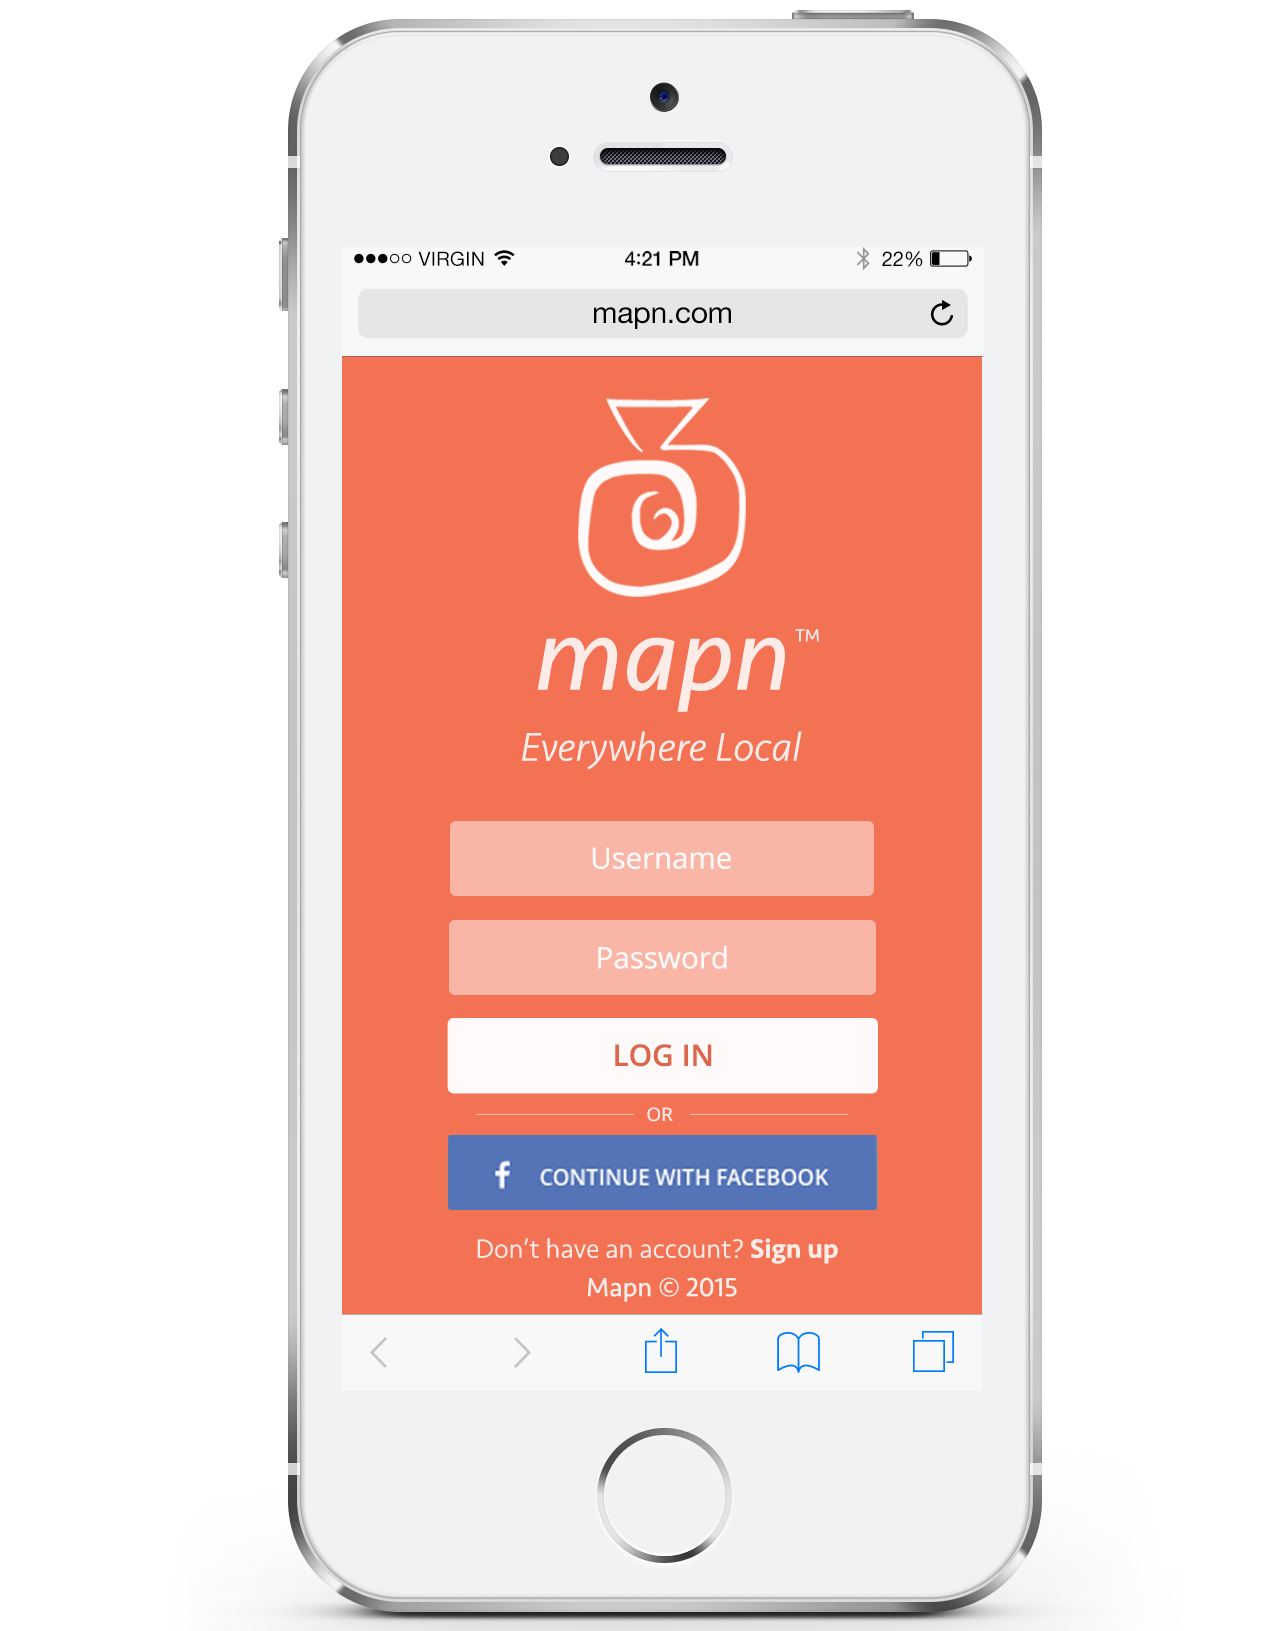 VIRGIN 4:21 PM 22%
mapn.com
mapn™
Everywhere Local
Username
Password
LOG IN
OR
f CONTINUE WITH FACEBOOK
Don’t have an account? Sign up
Mapn © 2015